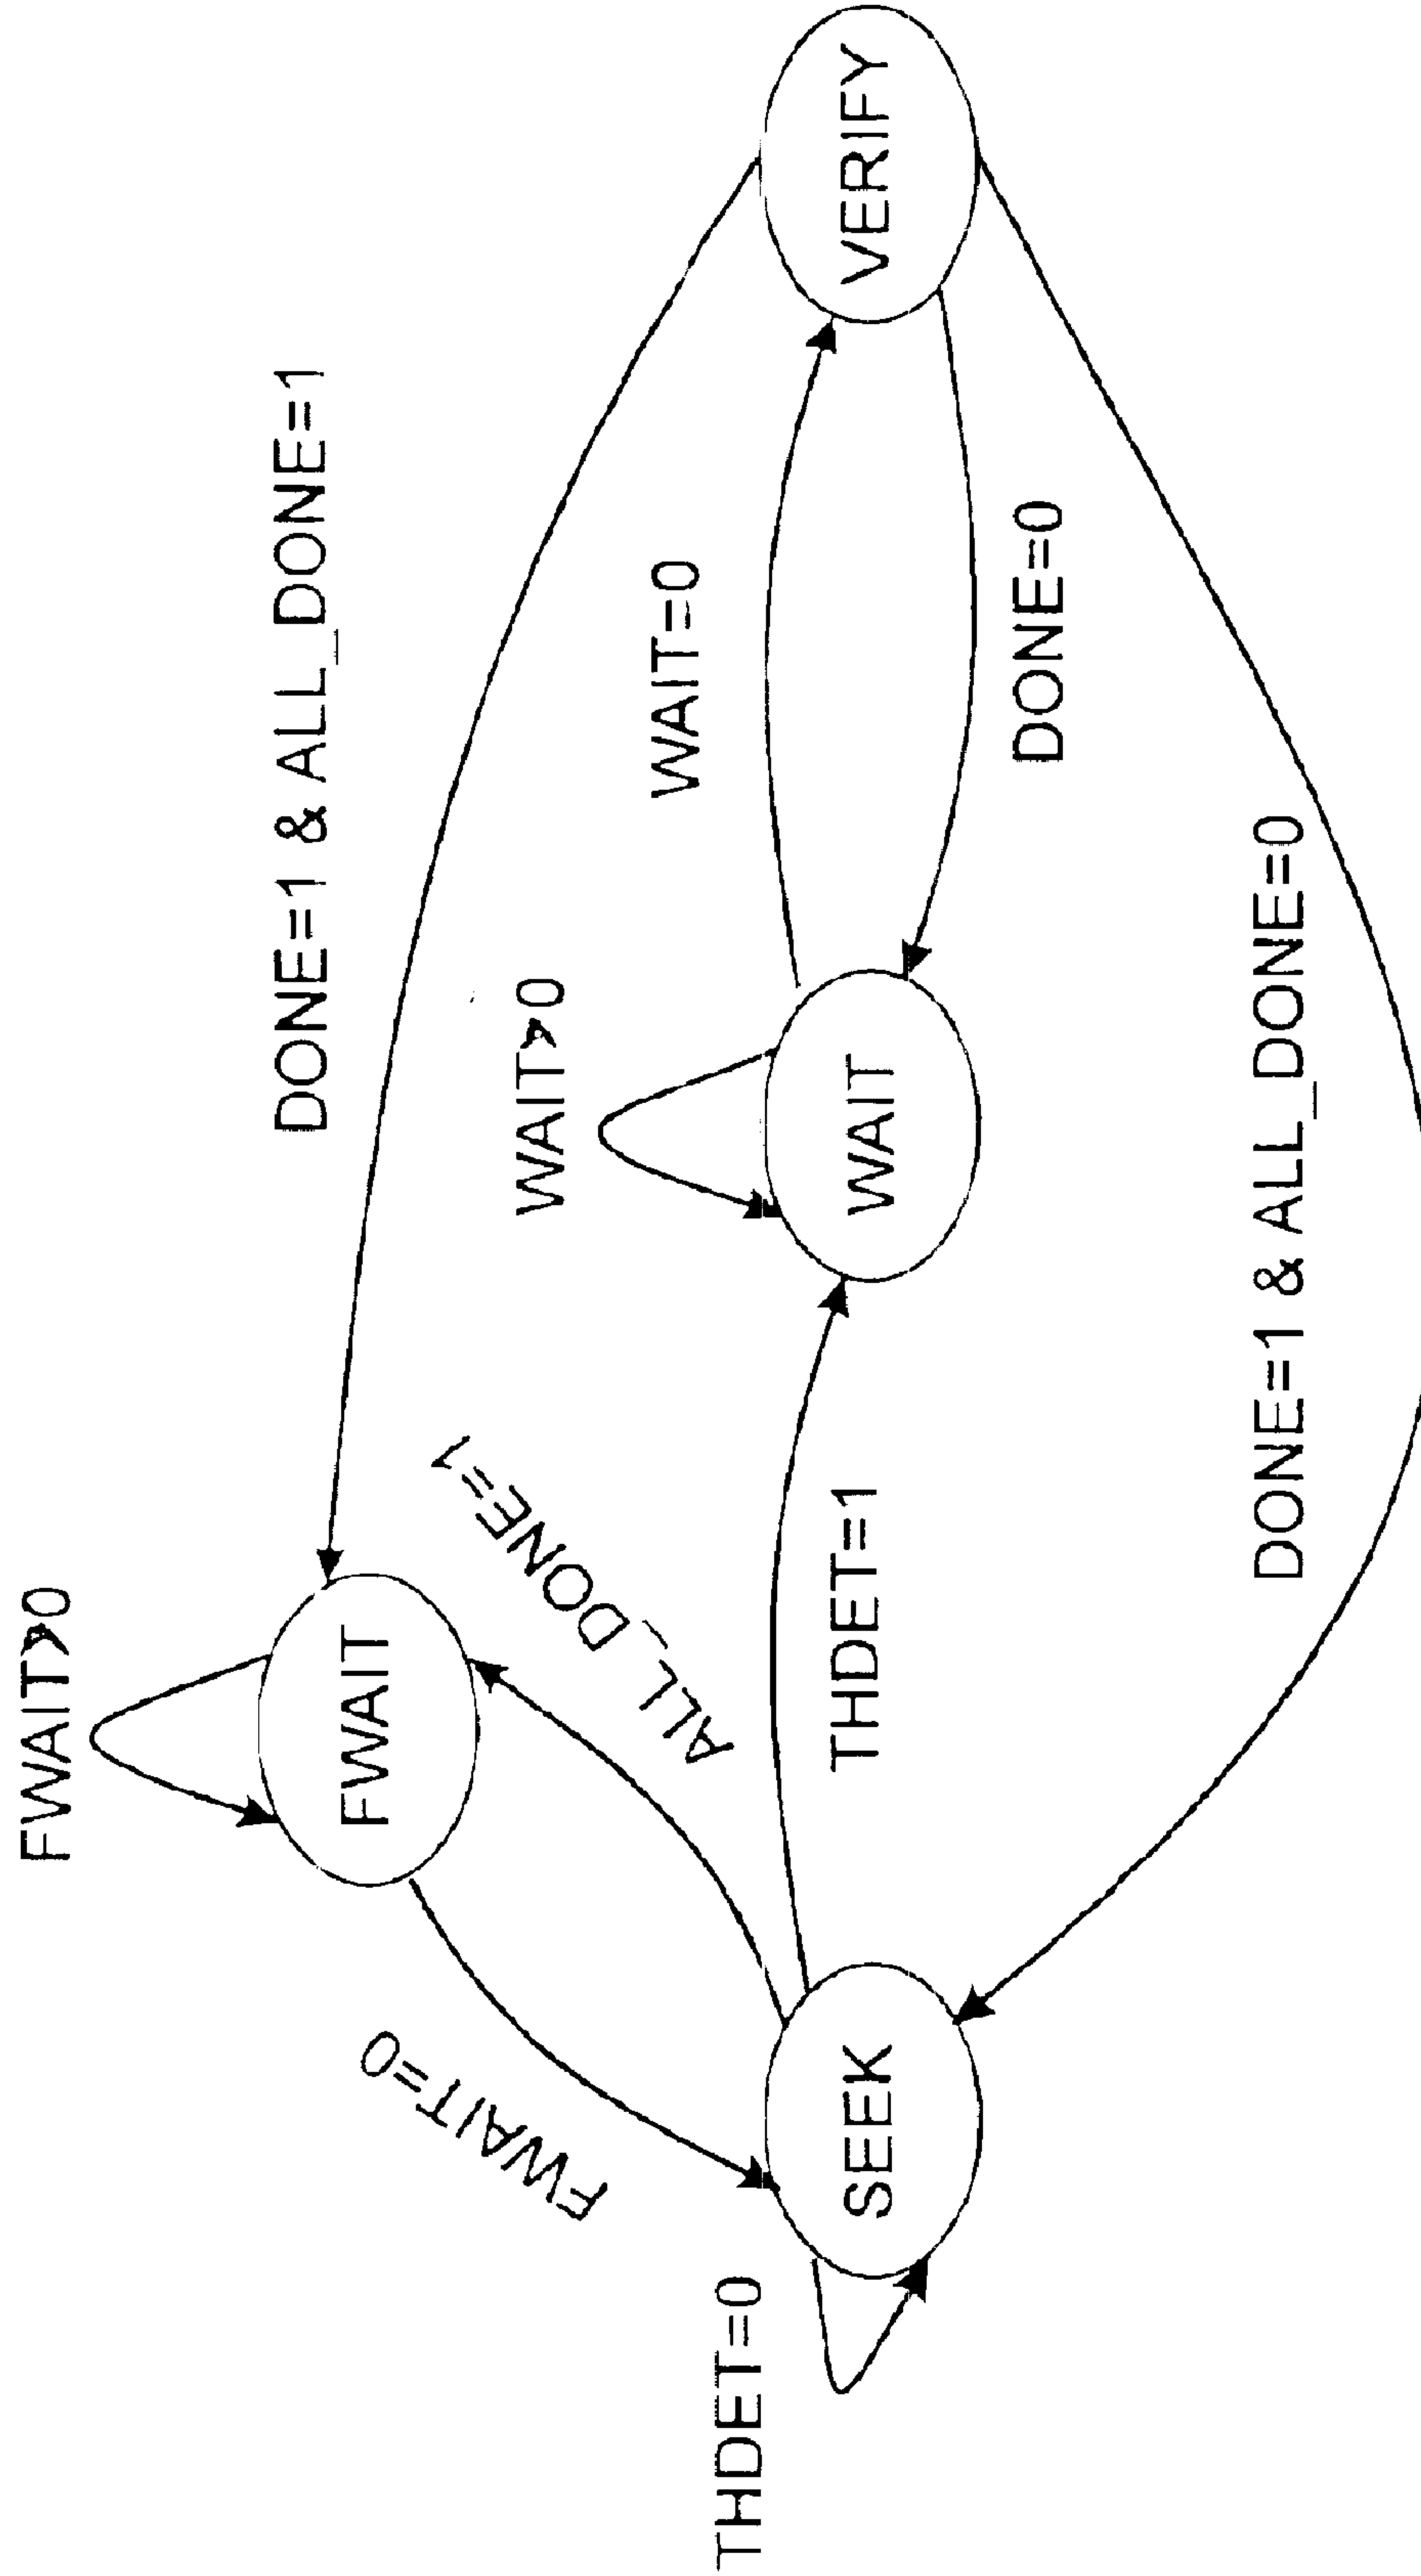 FWAIT>0
DONE=1 & ALL_DONE=1
FWAIT
FWAIT=0
ALL_DONE=1
WAIT>0
WAIT=0
THDET=0
SEEK
THDET=1
WAIT
VERIFY
DONE=0
DONE=1 & ALL_DONE=0